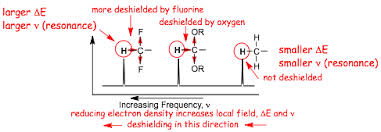 larger ΔE
larger ν (resonance)
more deshielded by fluorine
deshielded by oxygen
F
H—C—
F
OR
H—C—
OR
H
H—C—
H
smaller ΔE
smaller ν (resonance)
not deshielded
Increasing Frequency, ν
reducing electron density increases local field, ΔE and ν
deshielding in this direction